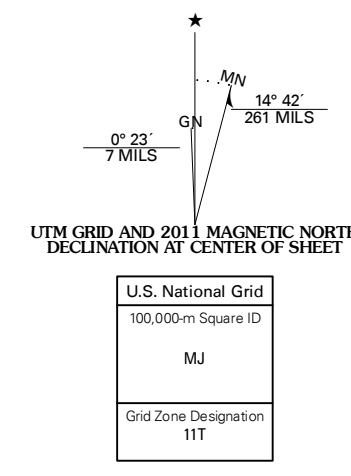 ★
MN
GN
14° 42´
261 MILS
0° 23´
7 MILS
UTM GRID AND 2011 MAGNETIC NORTH
DECLINATION AT CENTER OF SHEET
U.S. National Grid
100,000-m Square ID
MJ
Grid Zone Designation
11T